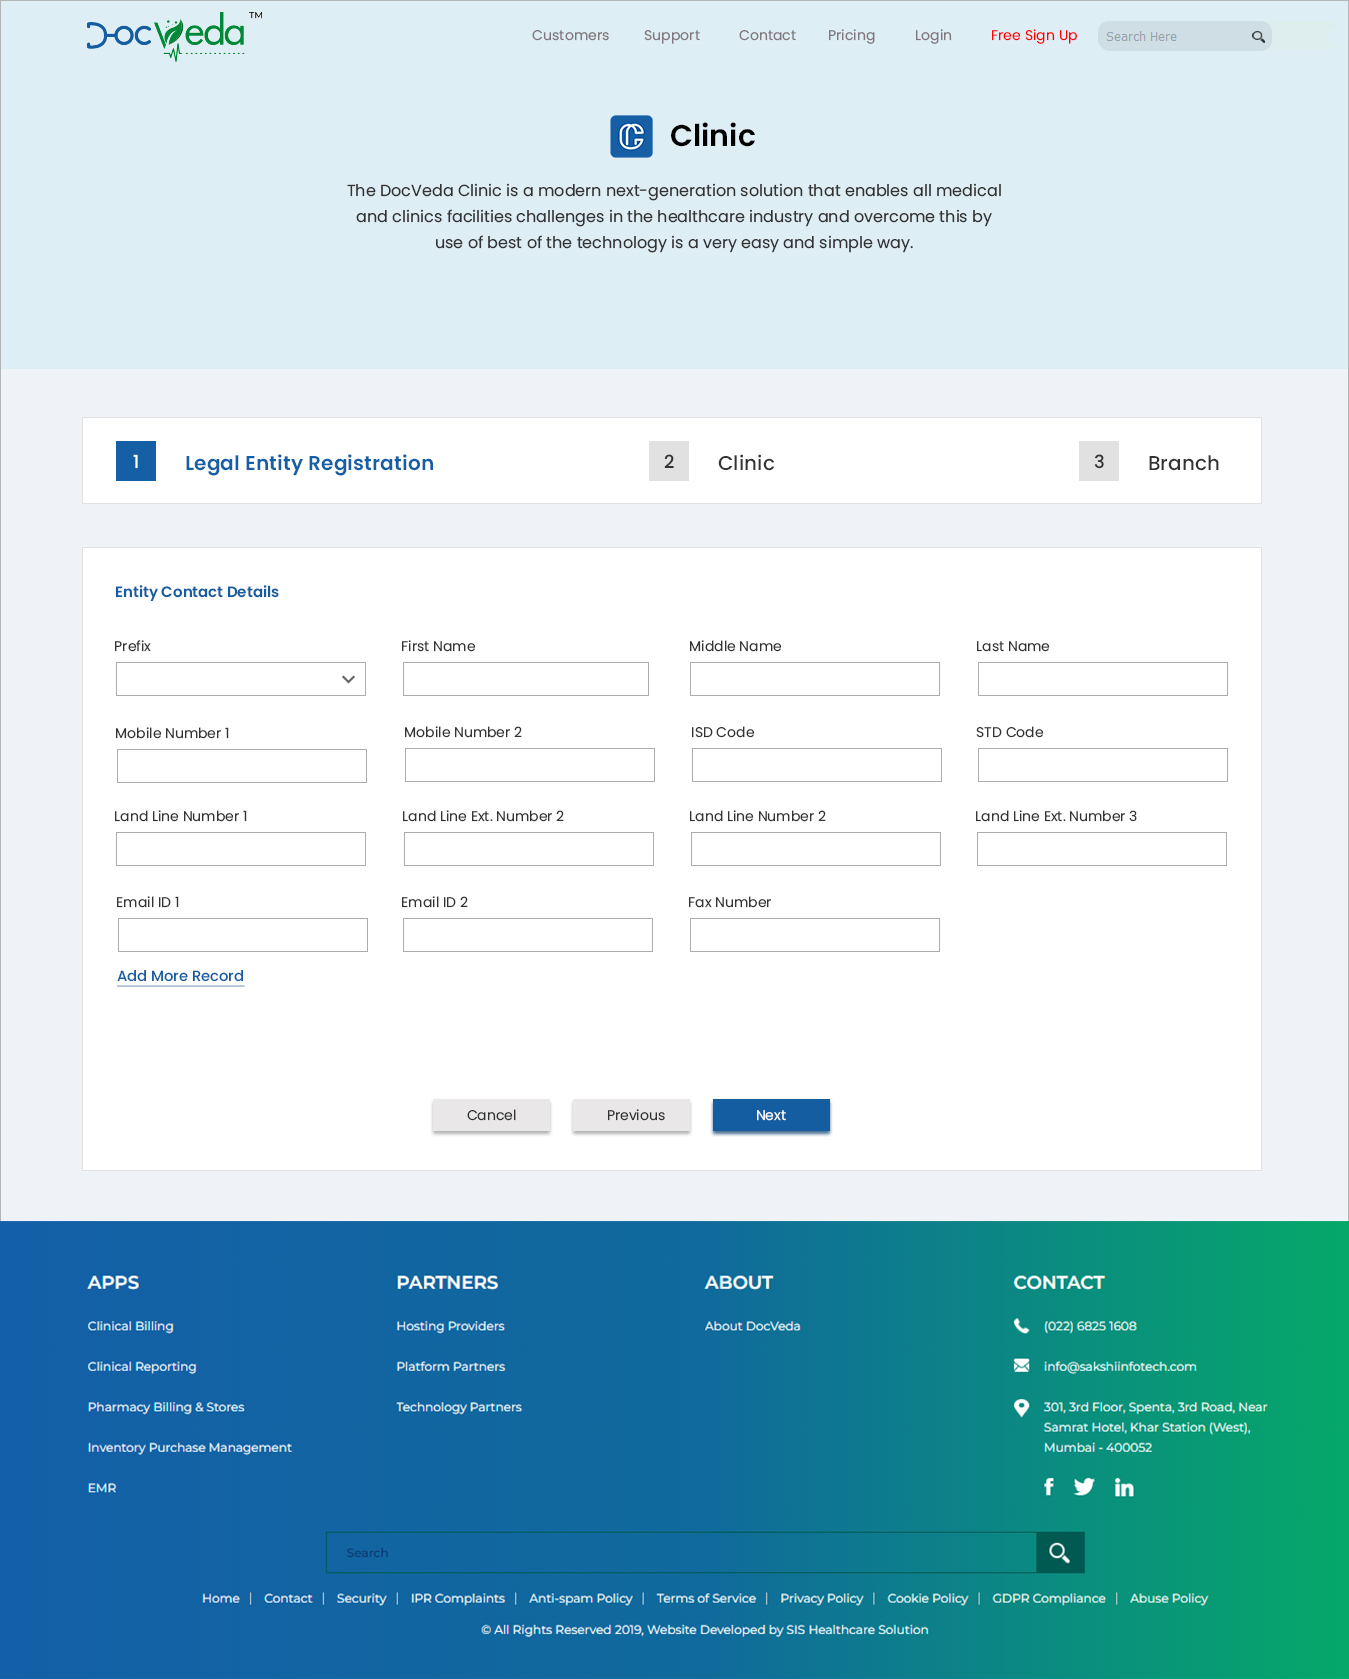 DocVeda™
Customers Support Contact Pricing Login Free Sign Up Search Here
Clinic
The DocVeda Clinic is a modern next-generation solution that enables all medical
and clinics facilities challenges in the healthcare industry and overcome this by
use of best of the technology is a very easy and simple way.
1 Legal Entity Registration 2 Clinic 3 Branch
Entity Contact Details
Prefix First Name Middle Name Last Name
Mobile Number 1 Mobile Number 2 ISD Code STD Code
Land Line Number 1 Land Line Ext. Number 2 Land Line Number 2 Land Line Ext. Number 3
Email ID 1 Email ID 2 Fax Number
Add More Record
Cancel Previous Next
APPS PARTNERS ABOUT CONTACT
Clinical Billing Hosting Providers About DocVeda (022) 6825 1608
Clinical Reporting Platform Partners info@sakshiinfotech.com
Pharmacy Billing & Stores Technology Partners 301, 3rd Floor, Spenta, 3rd Road, Near
Samrat Hotel, Khar Station (West),
Inventory Purchase Management Mumbai - 400052
EMR
Search
Home | Contact | Security | IPR Complaints | Anti-spam Policy | Terms of Service | Privacy Policy | Cookie Policy | GDPR Compliance | Abuse Policy
© All Rights Reserved 2019, Website Developed by SIS Healthcare Solution